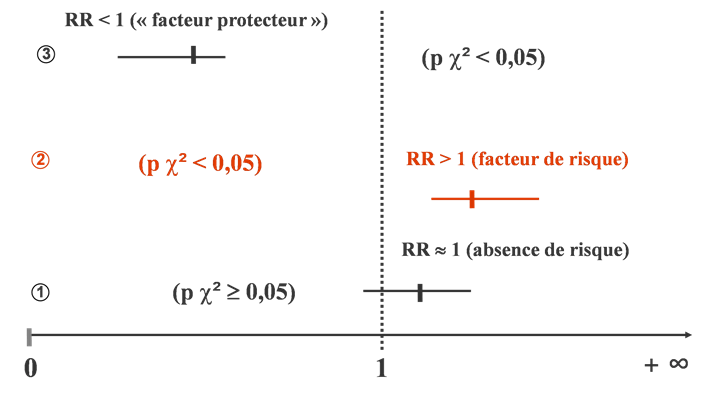 RR < 1 (« facteur protecteur »)
③ (p χ² < 0,05)
② (p χ² < 0,05) RR > 1 (facteur de risque)
RR ≈ 1 (absence de risque)
① (p χ² ≥ 0,05)
0 1 + ∞